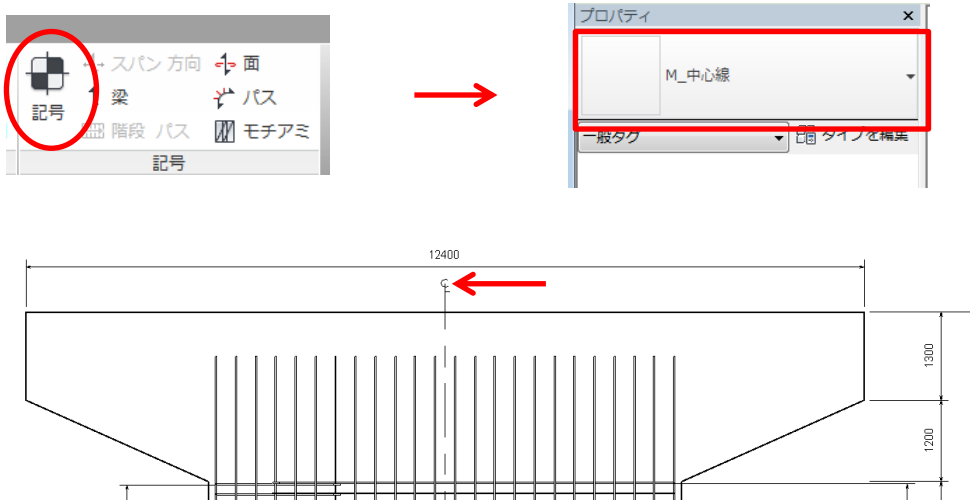 スパン 方向
面
記号
梁
パス
階段 パス
モチアミ
記号
プロパティ
M_中心線
一般タグ
タイプを編集
12400
℄
1300
1200